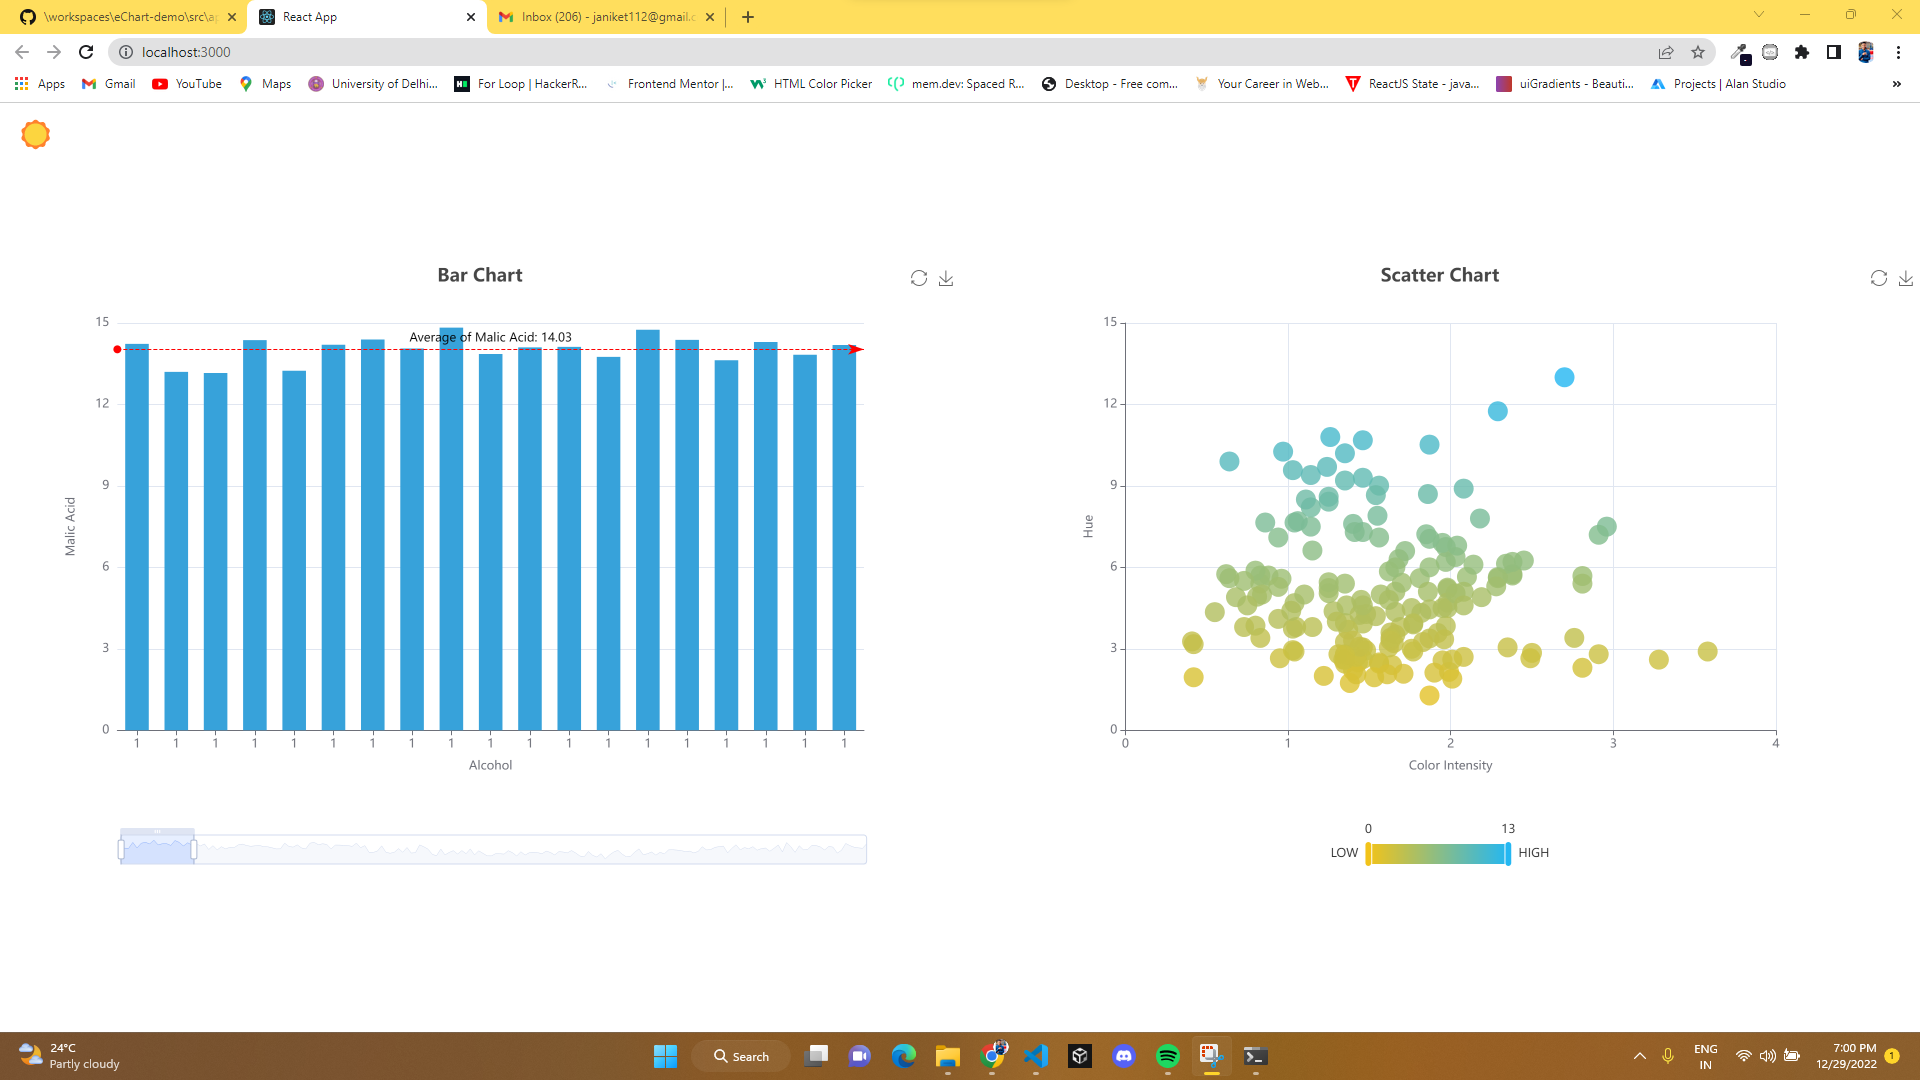 \workspaces\eChart-demo\src\ap
React App
Inbox (206) - janiket112@gmail.c
localhost:3000
Apps
Gmail
YouTube
Maps
University of Delhi...
For Loop | HackerR...
Frontend Mentor |...
HTML Color Picker
mem.dev: Spaced R...
Desktop - Free com...
Your Career in Web...
ReactJS State - java...
uiGradients - Beauti...
Projects | Alan Studio
»
Bar Chart
15
12
9
6
3
0
Malic Acid
Average of Malic Acid: 14.03
1 1 1 1 1 1 1 1 1 1 1 1 1 1 1 1 1 1 1
Alcohol
Scatter Chart
15
12
9
6
3
0
Hue
0 1 2 3 4
Color Intensity
0 13
LOW HIGH
24°C
Partly cloudy
Search
ENG
IN
7:00 PM
12/29/2022
1